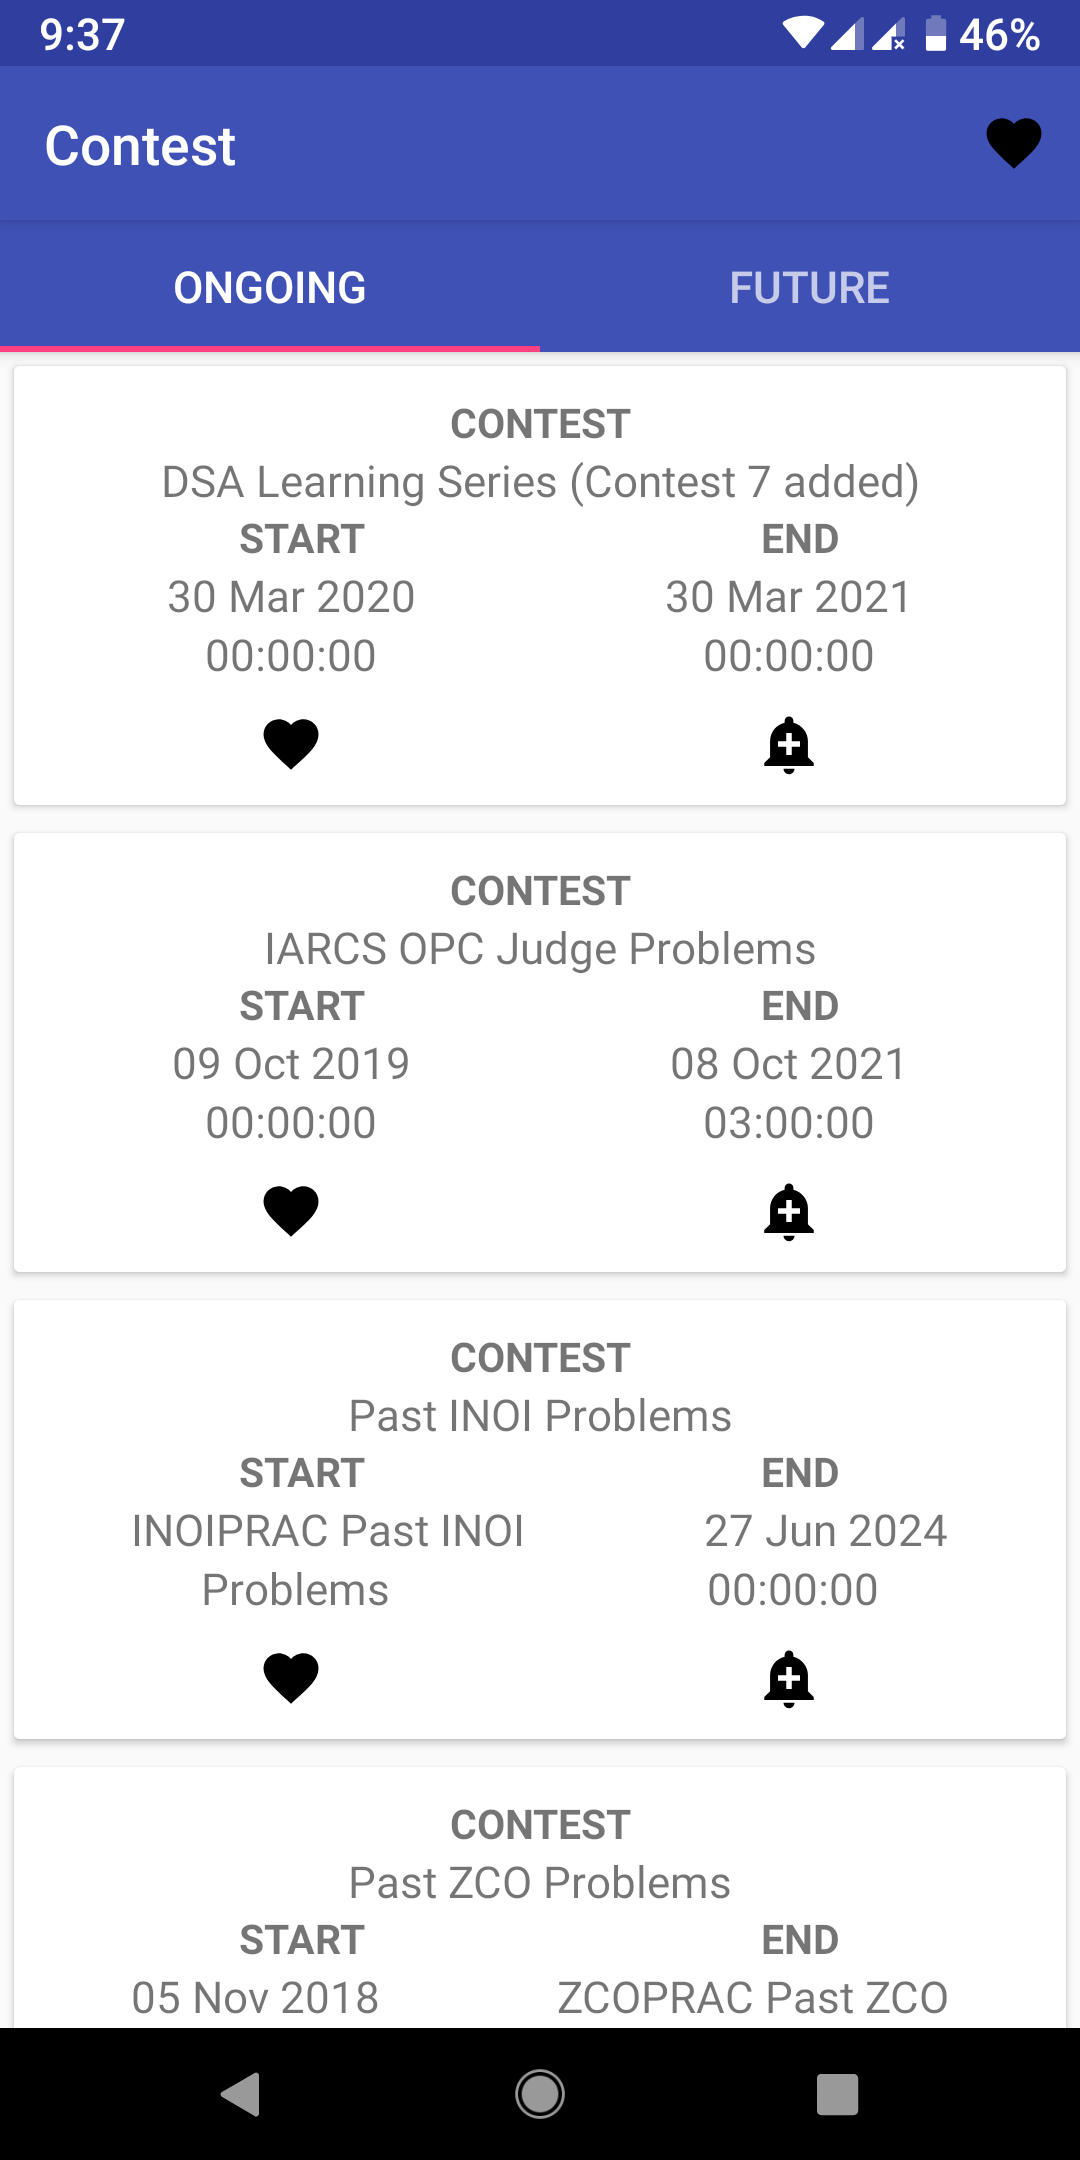 9:37 46%
Contest
ONGOING FUTURE
CONTEST
DSA Learning Series (Contest 7 added)
START END
30 Mar 2020 30 Mar 2021
00:00:00 00:00:00
CONTEST
IARCS OPC Judge Problems
START END
09 Oct 2019 08 Oct 2021
00:00:00 03:00:00
CONTEST
Past INOI Problems
START END
INOIPRAC Past INOI 27 Jun 2024
Problems 00:00:00
CONTEST
Past ZCO Problems
START END
05 Nov 2018 ZCOPRAC Past ZCO